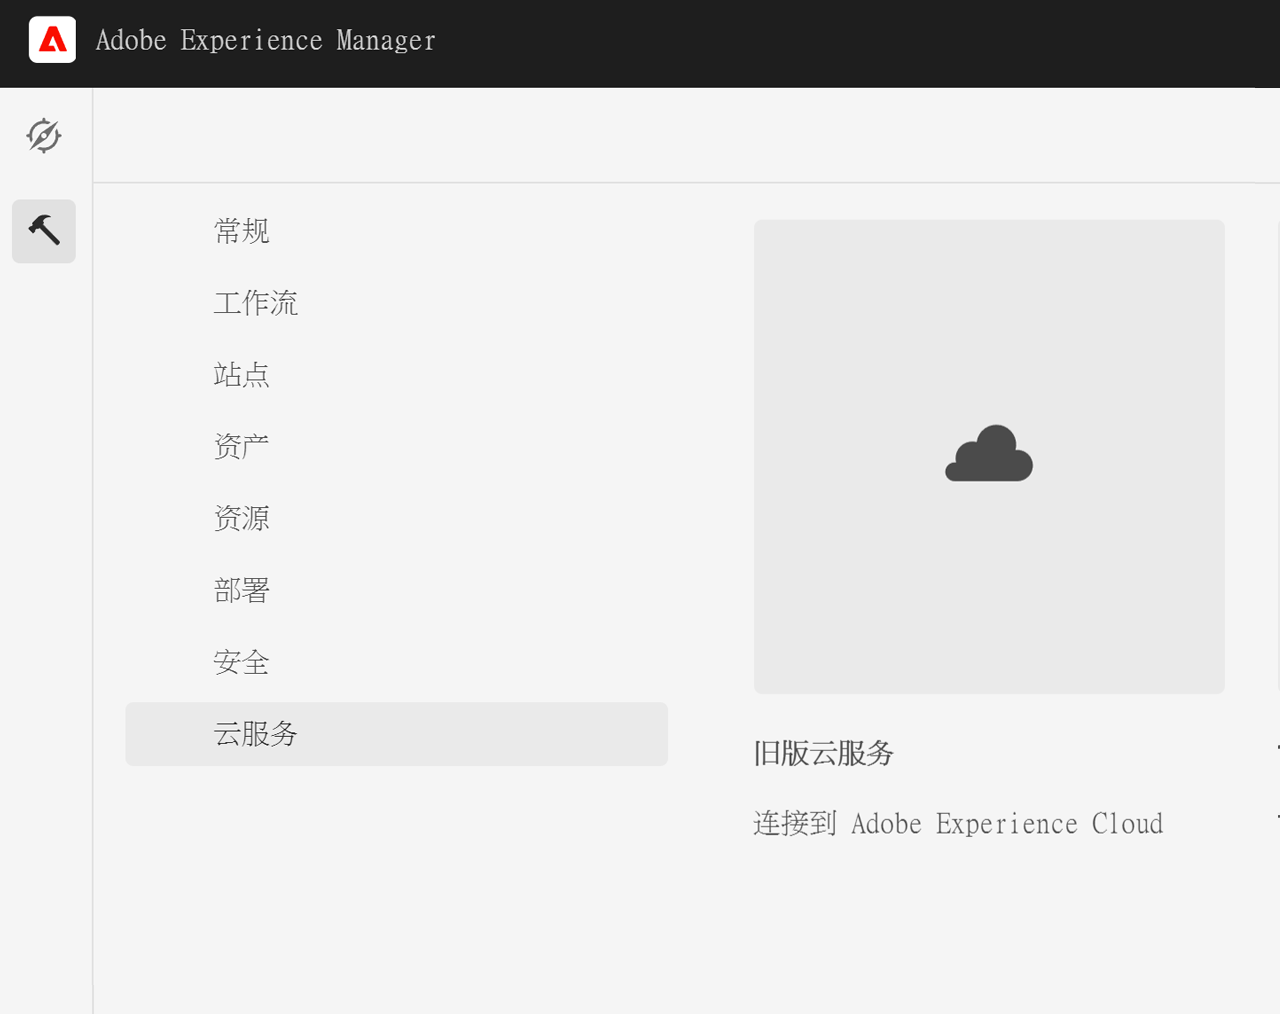 Adobe Experience Manager
常规
工作流
站点
资产
资源
部署
安全
云服务
旧版云服务
连接到 Adobe Experience Cloud